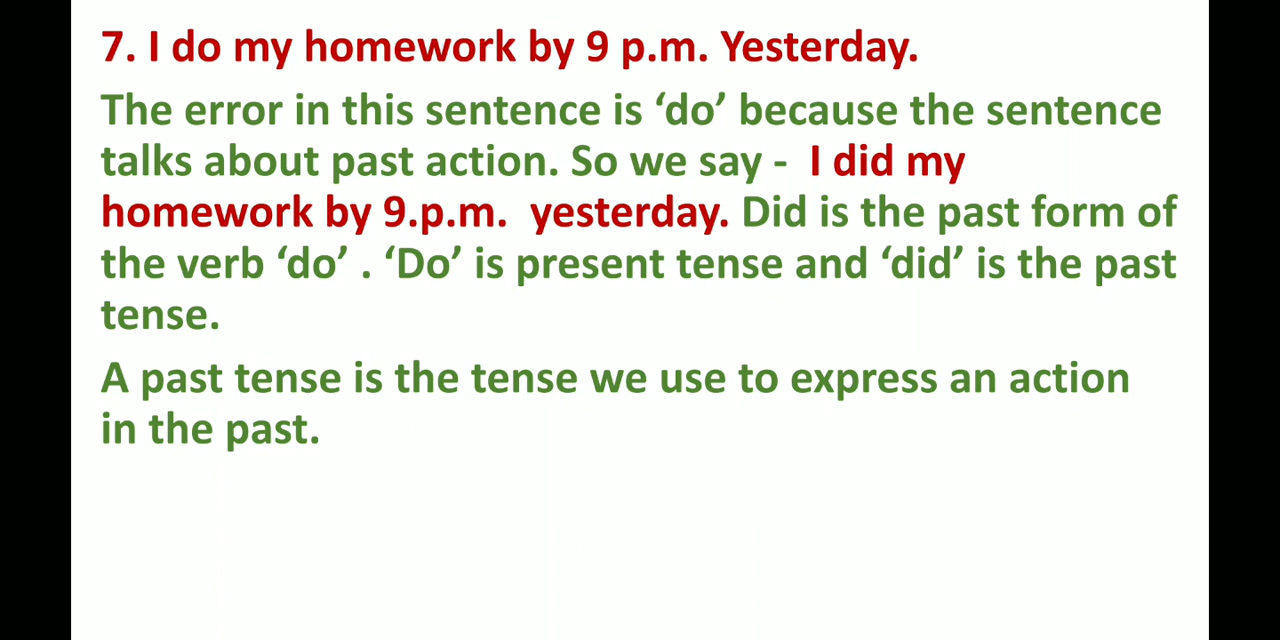 7. I do my homework by 9 p.m. Yesterday.
The error in this sentence is ‘do’ because the sentence
talks about past action. So we say -  I did my
homework by 9.p.m.  yesterday. Did is the past form of
the verb ‘do’ . ‘Do’ is present tense and ‘did’ is the past
tense.
A past tense is the tense we use to express an action
in the past.